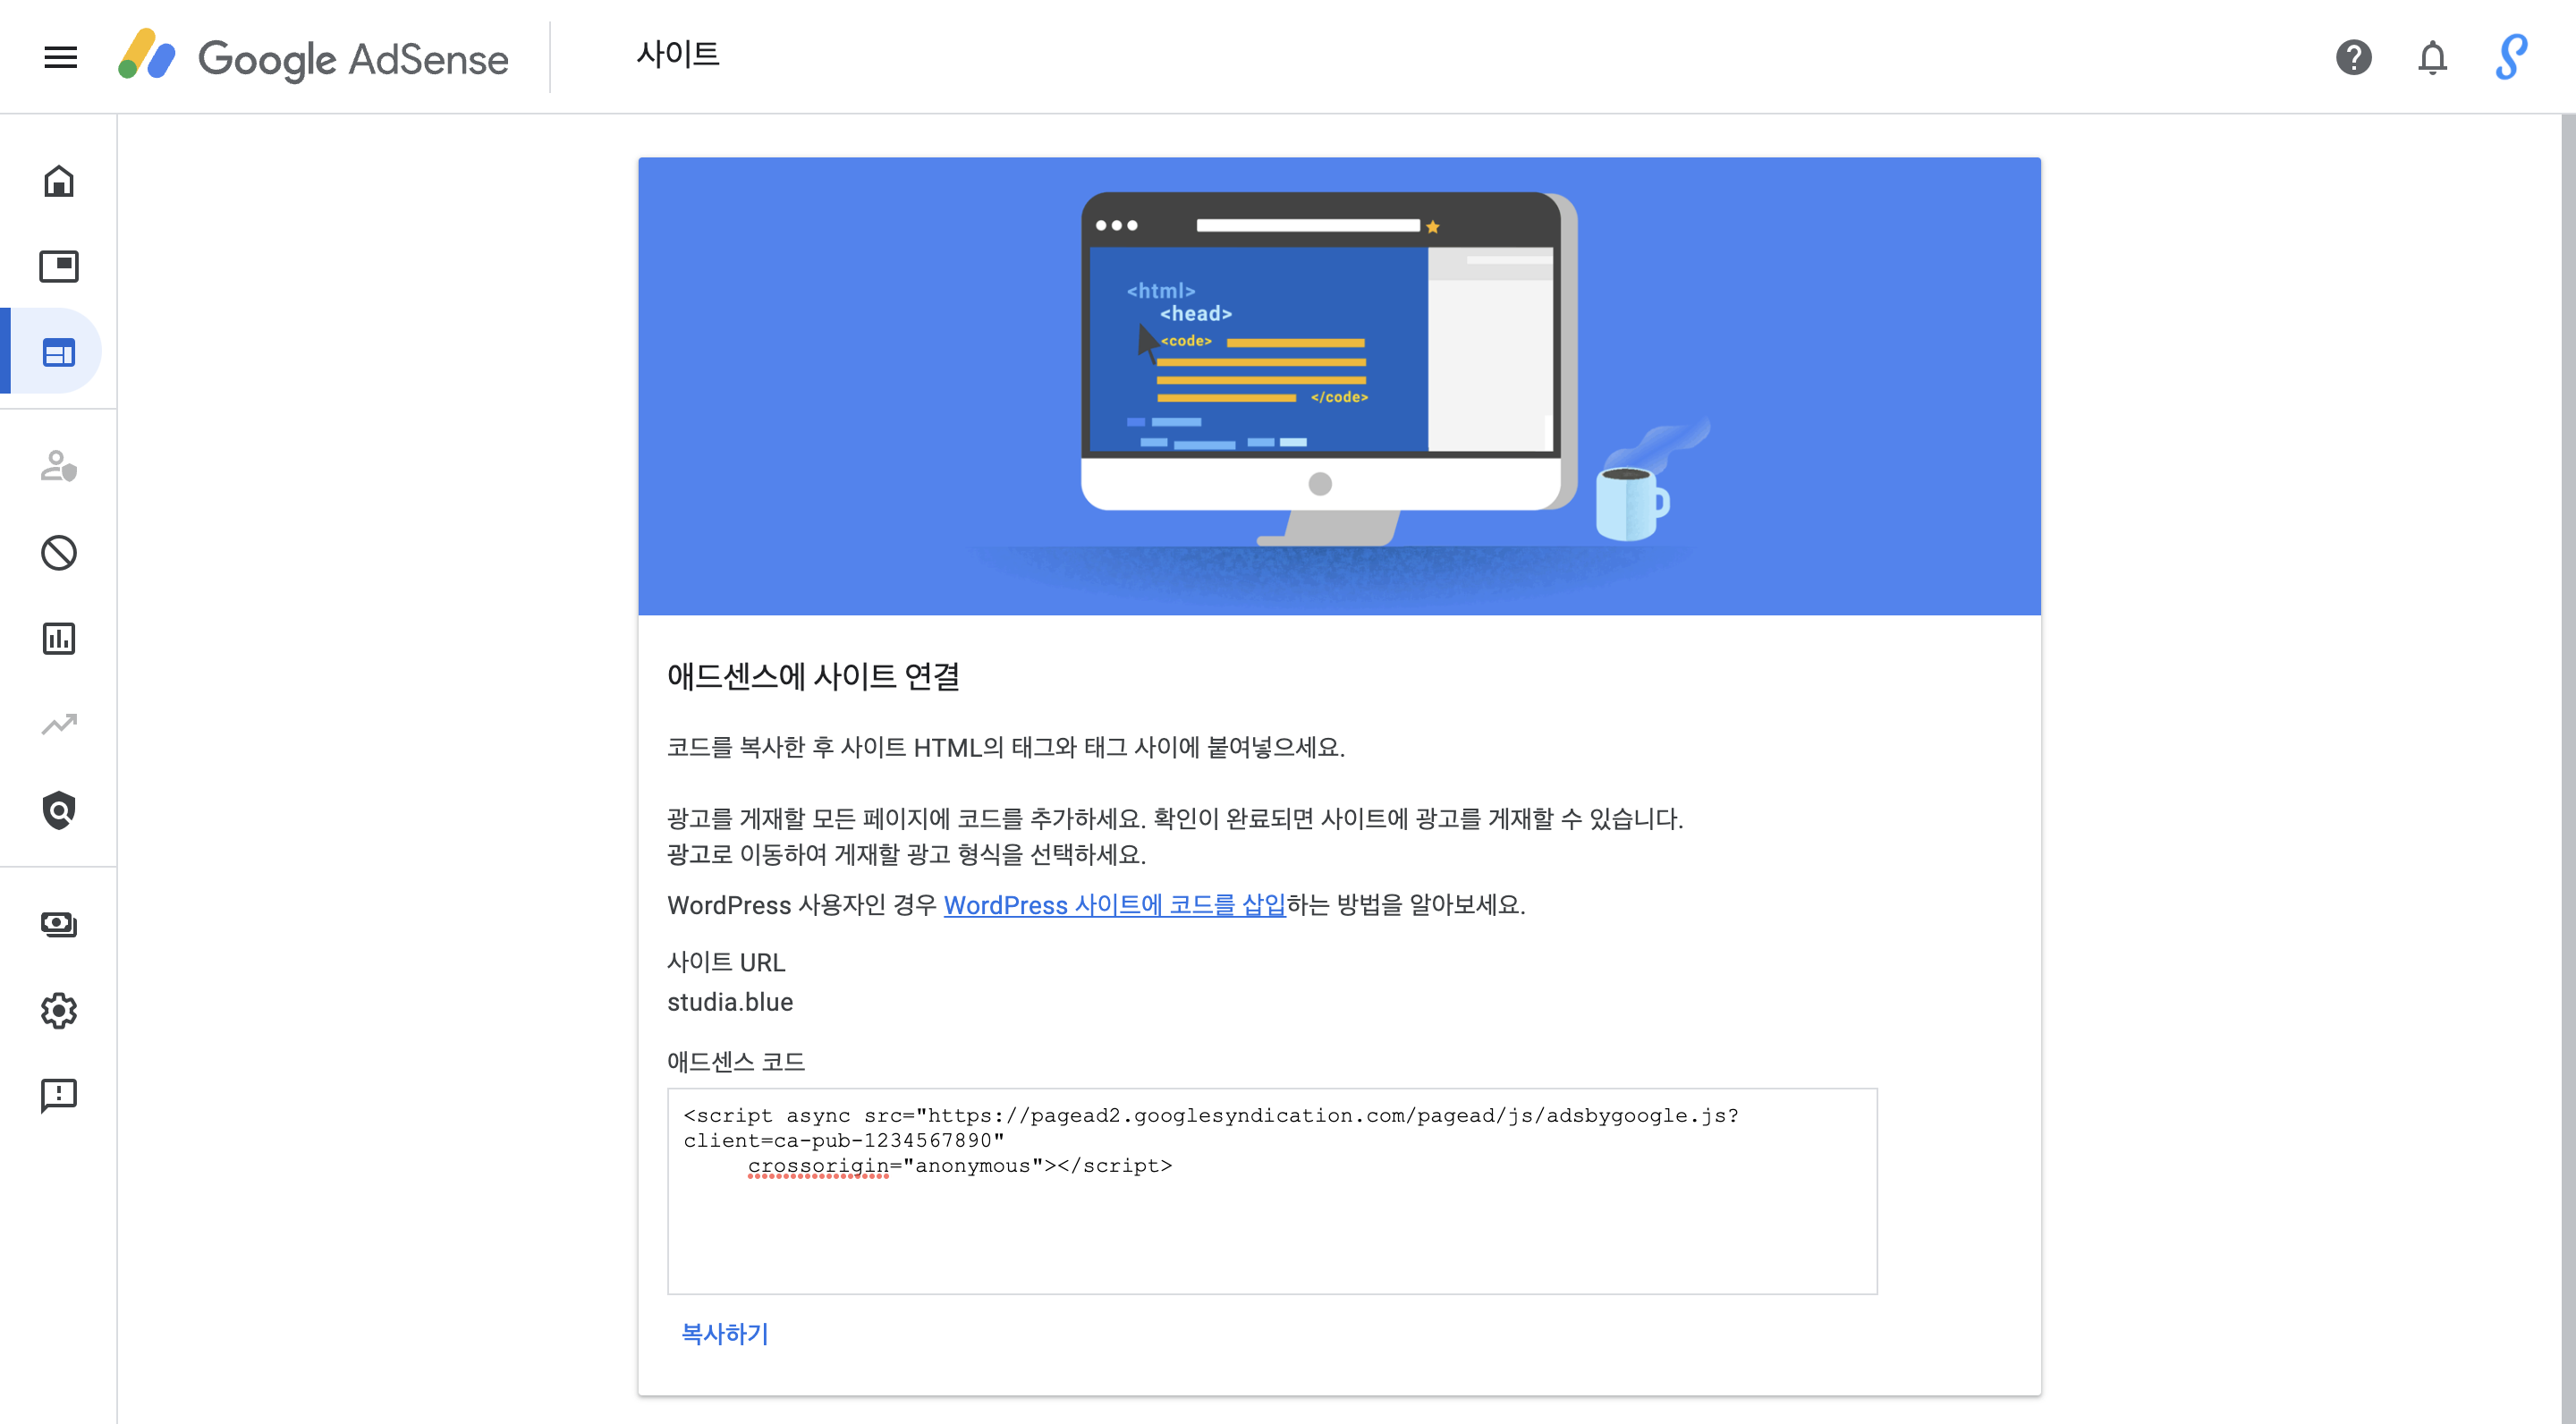 Google AdSense
사이트
<html>
<head>
<code>
</code>
애드센스에 사이트 연결
코드를 복사한 후 사이트 HTML의 태그와 태그 사이에 붙여넣으세요.
광고를 게재할 모든 페이지에 코드를 추가하세요. 확인이 완료되면 사이트에 광고를 게재할 수 있습니다.
광고로 이동하여 게재할 광고 형식을 선택하세요.
WordPress 사용자인 경우 WordPress 사이트에 코드를 삽입하는 방법을 알아보세요.
사이트 URL
studia.blue
애드센스 코드
<script async src="https://pagead2.googlesyndication.com/pagead/js/adsbygoogle.js?
client=ca-pub-1234567890"
crossorigin="anonymous"></script>
복사하기